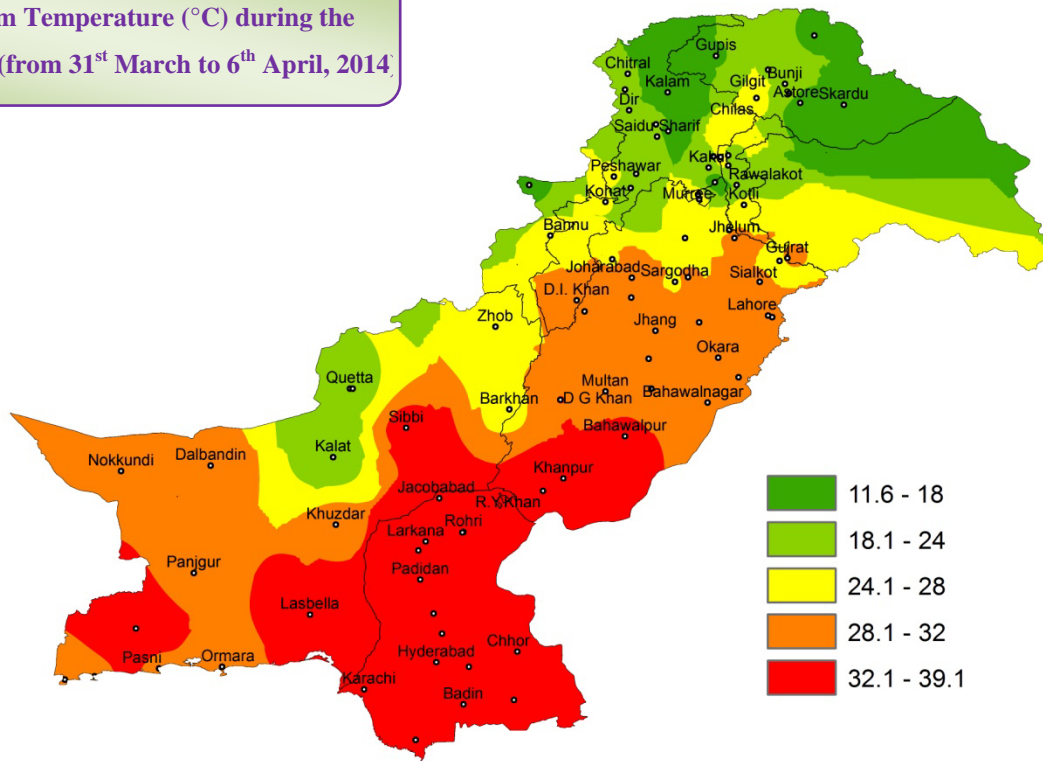 Temperature (°C) during the
(from 31st March to 6th April, 2014)
Gupis
Chitral
Bunji
Kalam
Gilgit
Astore
Skardu
Dir
Chilas
Saidu Sharif
Peshawar
Rawalakot
Kohat
Murree
Kotli
Bannu
Jhelum
Gujrat
Joharabad
Sargodha
Sialkot
D.I. Khan
Zhob
Jhang
Lahore
Okara
Quetta
Multan
Barkhan
D G Khan
Bahawalnagar
Sibbi
Bahawalpur
Kalat
Nokkundi
Dalbandin
Khanpur
Jacobabad
R.Y.Khan
Khuzdar
Larkana
Rohri
Panjgur
Padidan
Lasbella
Chhor
Hyderabad
Pasni
Ormara
Karachi
Badin
11.6 - 18
18.1 - 24
24.1 - 28
28.1 - 32
32.1 - 39.1